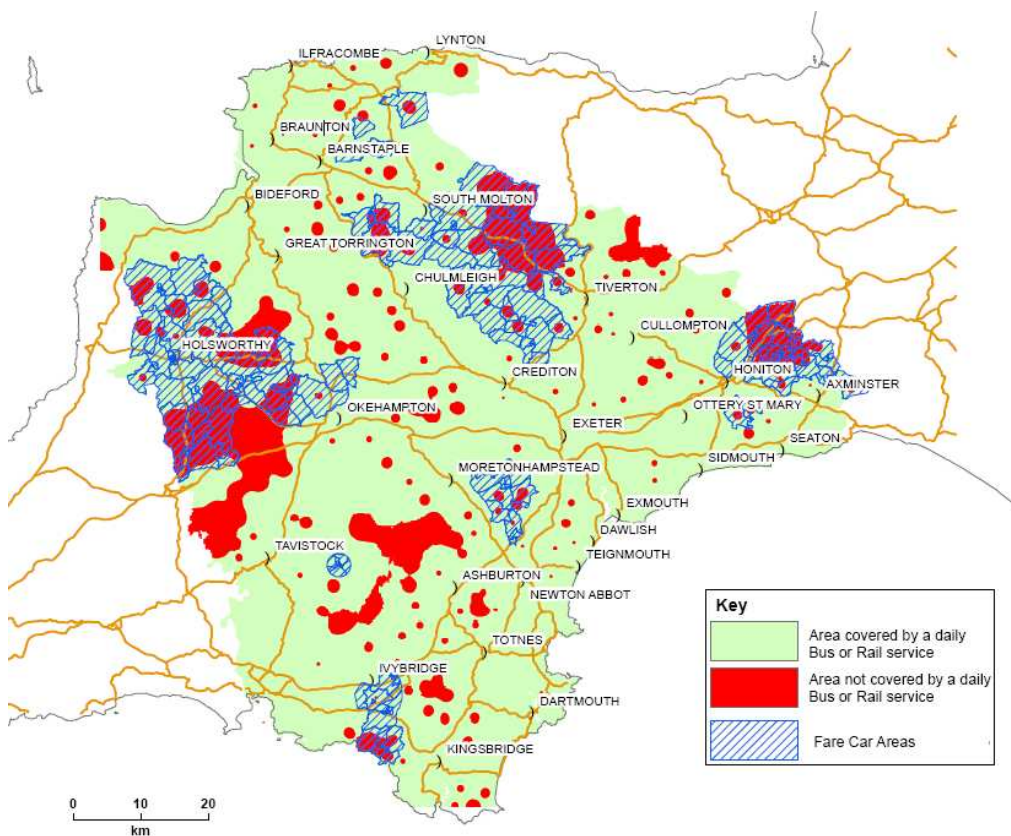 LYNTON
ILFRACOMBE
BRAUNTON
BARNSTAPLE
BIDEFORD
SOUTH MOLTON
GREAT TORRINGTON
CHULMLEIGH
TIVERTON
CULLOMPTON
HOLSWORTHY
CREDITON
HONITON
AXMINSTER
OKEHAMPTON
OTTERY ST MARY
EXETER
SEATON
SIDMOUTH
MORETONHAMPSTEAD
EXMOUTH
DAWLISH
TAVISTOCK
TEIGNMOUTH
ASHBURTON
NEWTON ABBOT
TOTNES
IVYBRIDGE
DARTMOUTH
KINGSBRIDGE
Key
Area covered by a daily
Bus or Rail service
Area not covered by a daily
Bus or Rail service
Fare Car Areas
0 10 20
km